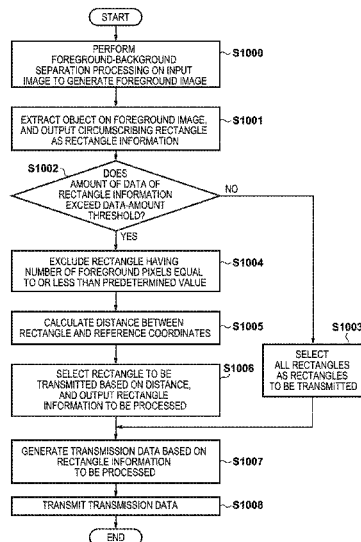 START
PERFORM
FOREGROUND-BACKGROUND
SEPARATION PROCESSING ON INPUT
IMAGE TO GENERATE FOREGROUND IMAGE
S1000
EXTRACT OBJECT ON FOREGROUND IMAGE,
AND OUTPUT CIRCUMSCRIBING RECTANGLE
AS RECTANGLE INFORMATION
S1001
S1002
DOES
AMOUNT OF DATA OF
RECTANGLE INFORMATION
EXCEED DATA-AMOUNT
THRESHOLD?
NO
YES
EXCLUDE RECTANGLE HAVING
NUMBER OF FOREGROUND PIXELS EQUAL
TO OR LESS THAN PREDETERMINED VALUE
S1004
CALCULATE DISTANCE BETWEEN
RECTANGLE AND REFERENCE COORDINATES
S1005
S1003
SELECT
ALL RECTANGLES
AS RECTANGLES
TO BE TRANSMITTED
SELECT RECTANGLE TO BE
TRANSMITTED BASED ON DISTANCE,
AND OUTPUT RECTANGLE
INFORMATION TO BE PROCESSED
S1006
GENERATE TRANSMISSION DATA BASED ON
RECTANGLE INFORMATION
TO BE PROCESSED
S1007
TRANSMIT TRANSMISSION DATA
S1008
END